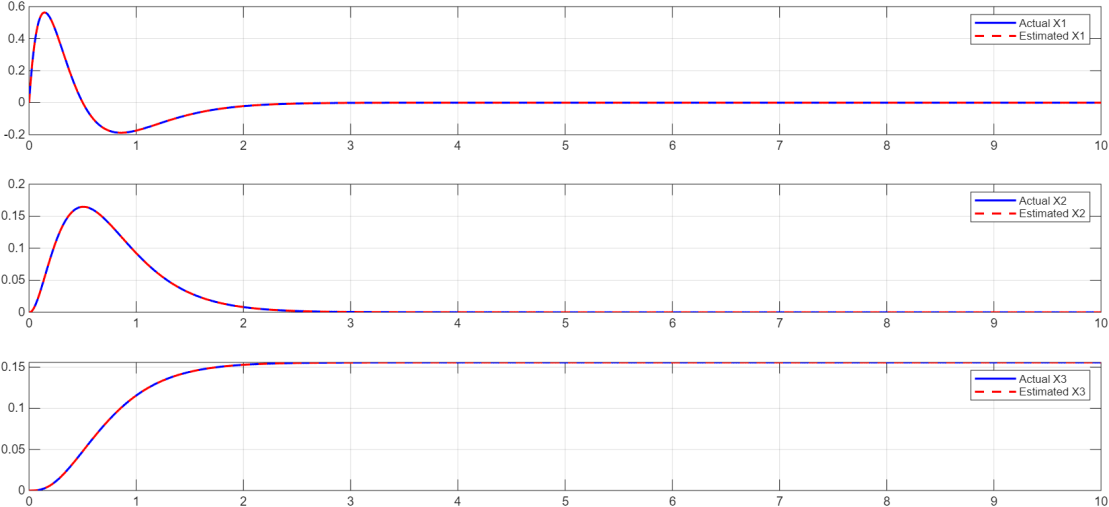 0.6
0.4
0.2
0
-0.2
0 1 2 3 4 5 6 7 8 9 10
Actual X1
Estimated X1
0.2
0.15
0.1
0.05
0
0 1 2 3 4 5 6 7 8 9 10
Actual X2
Estimated X2
0.15
0.1
0.05
0
0 1 2 3 4 5 6 7 8 9 10
Actual X3
Estimated X3